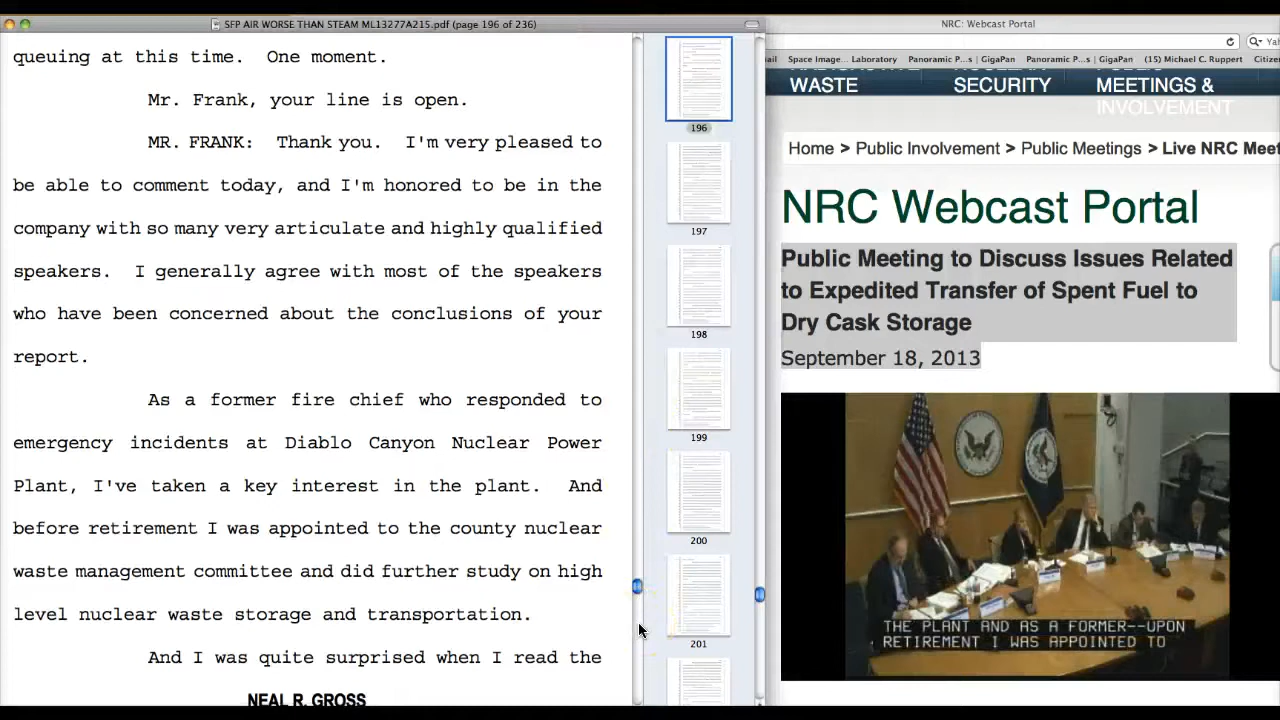 SFP AIR WORSE THAN STEAM ML13277A215.pdf (page 196 of 236)
queuing at this time. One moment.
Mr. Frank, your line is open.
MR. FRANK: Thank you. I'm very pleased to
be able to comment today, and I'm honored to be in the
company with so many very articulate and highly qualified
speakers. I generally agree with most of the speakers
who have been concerned about the conclusions of your
report.
As a former fire chief who responded to
emergency incidents at Diablo Canyon Nuclear Power
Plant, I've taken a key interest in the plant. And
before retirement I was appointed to the county nuclear
waste management committee and did further study on high
level nuclear waste storage and transportation.
And I was quite surprised when I read the
NEAL R. GROSS
196
197
198
199
200
201
NRC: Webcast Portal
Space Image... Laboratory Panoramic P...s | GigaPan Panoramic P...s | GigaPan (15) Michael C. Ruppert
WASTE
SECURITY
MEETINGS &
INVOLVEMENT
Home > Public Involvement > Public Meetings > Live NRC Meet
NRC Webcast Portal
Public Meeting to Discuss Issues Related
to Expedited Transfer of Spent Fuel to
Dry Cask Storage
September 18, 2013
THE PLANT AND AS A FORMER--UPON
RETIREMENT I WAS APPOINTED TO